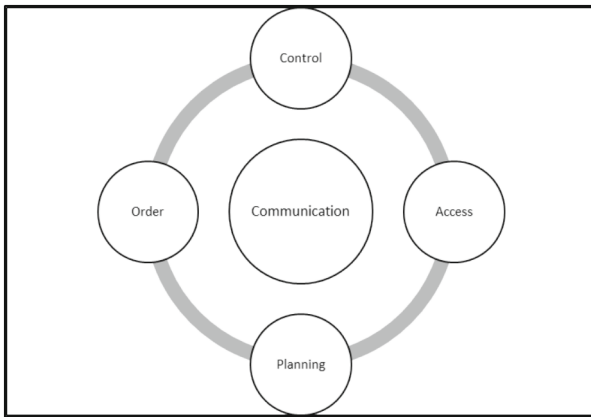 Control
Order
Communication
Access
Planning